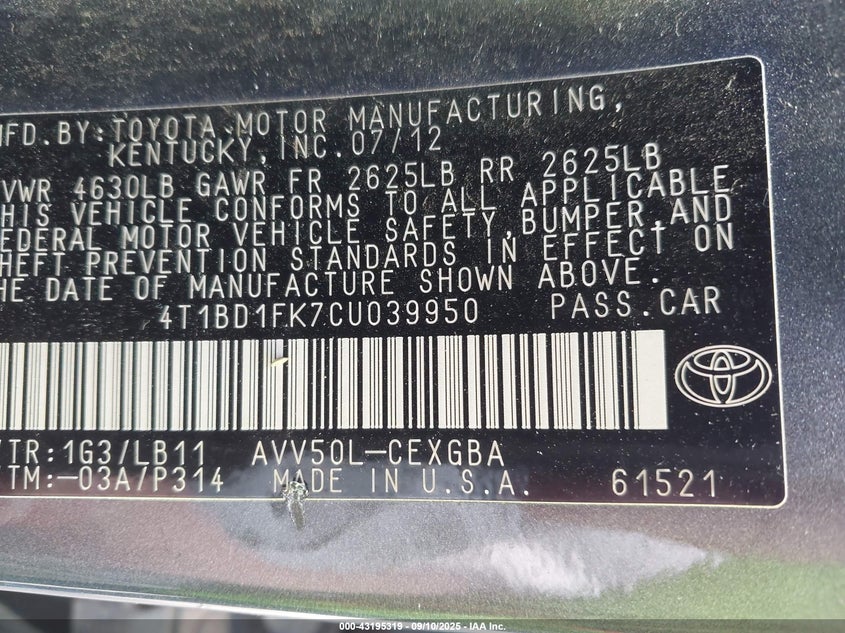 MFD. BY: TOYOTA MOTOR MANUFACTURING,
KENTUCKY, INC. 07/12
VWR 4630LB GAWR FR 2625LB RR 2625LB
HIS VEHICLE CONFORMS TO ALL APPLICABLE
EDERAL MOTOR VEHICLE SAFETY, BUMPER, AND
THEFT PREVENTION STANDARDS IN EFFECT ON
HE DATE OF MANUFACTURE SHOWN ABOVE.
4T1BD1FK7CU039950 PASS. CAR
/TR: 1G3/LB11 AVV50L-CEXGBA
/TM: -03A/P314 MADE IN U.S.A. 61521
000-43195319 - 09/10/2025 - IAA Inc.